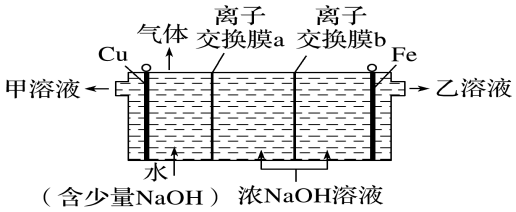 气体
离子
交换膜a
离子
交换膜b
Cu
Fe
甲溶液
乙溶液
水
(含少量NaOH)
浓NaOH溶液